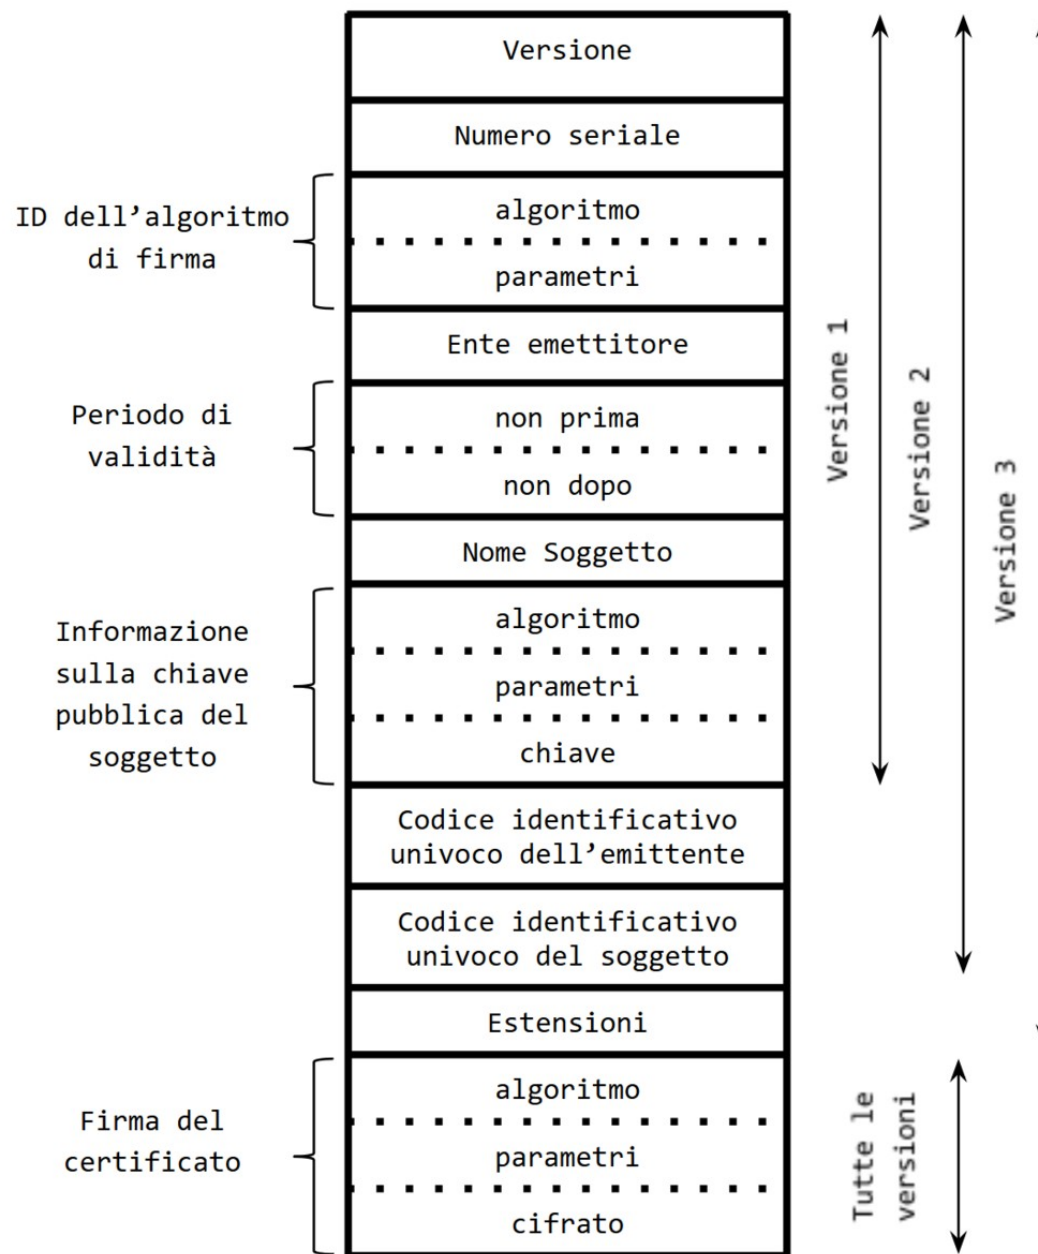 Versione
Numero seriale
ID dell’algoritmo
di firma
algoritmo
parametri
Ente emettitore
Periodo di
validità
non prima
non dopo
Nome Soggetto
Informazione
sulla chiave
pubblica del
soggetto
algoritmo
parametri
chiave
Codice identificativo
univoco dell’emittente
Codice identificativo
univoco del soggetto
Estensioni
Firma del
certificato
algoritmo
parametri
cifrato
Versione 1
Versione 2
Versione 3
Tutte le
versioni